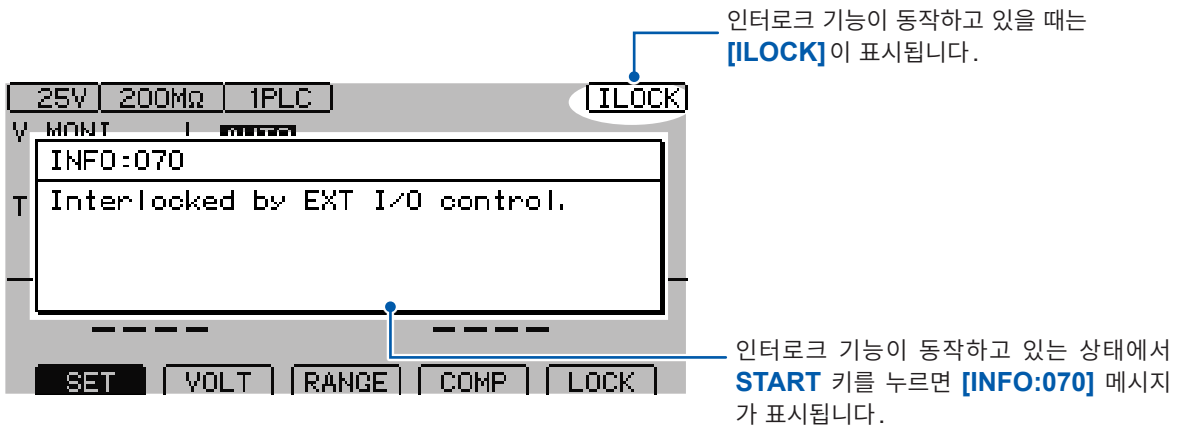 인터로크 기능이 동작하고 있을 때는
[ILOCK]이 표시됩니다.
25V 200MΩ 1PLC ILOCK
V MONI
INFO:070
T Interlocked by EXT I/O control.
---- ----
SET VOLT RANGE COMP LOCK
인터로크 기능이 동작하고 있는 상태에서
START 키를 누르면 [INFO:070] 메시지
가 표시됩니다.